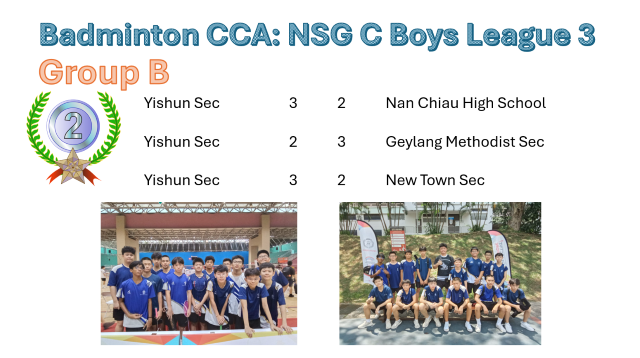 Badminton CCA: NSG C Boys League 3
Group B
2
Yishun Sec 3 2 Nan Chiau High School
Yishun Sec 2 3 Geylang Methodist Sec
Yishun Sec 3 2 New Town Sec